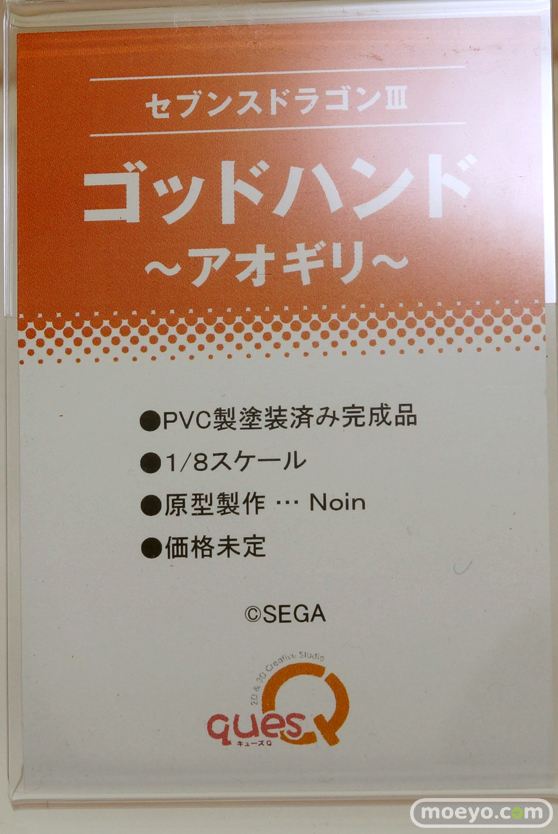 セブンスドラゴンⅢ
ゴッドハンド
～アオギリ～
●PVC製塗装済み完成品
●1/8スケール
●原型製作 … Noin
●価格未定
©SEGA
2D & 3D Creative Studio
quesQ
キューズQ
moeyo.com